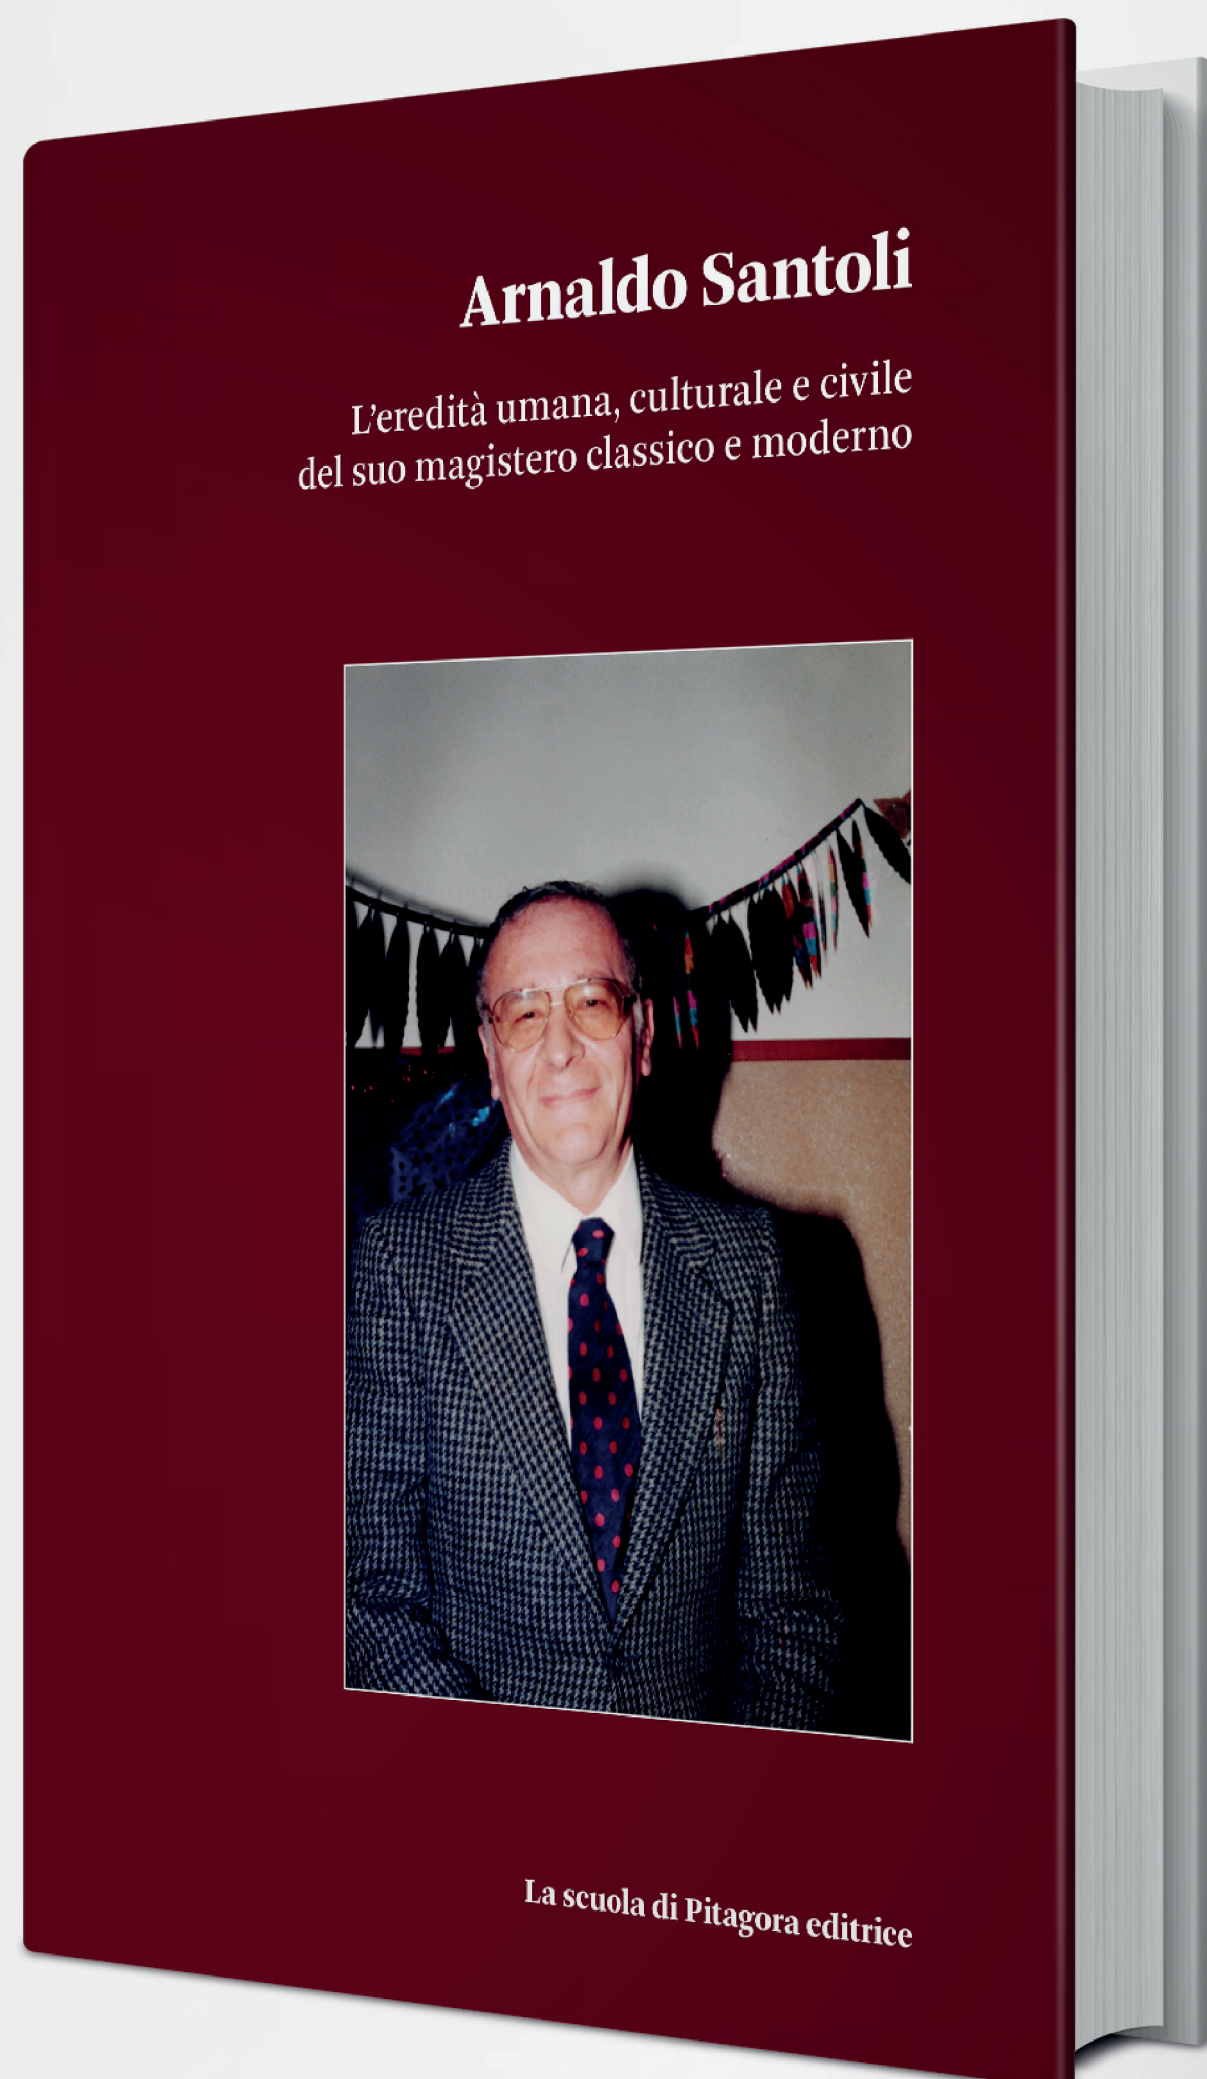 Arnaldo Santoli
L’eredità umana, culturale e civile
del suo magistero classico e moderno
La scuola di Pitagora editrice